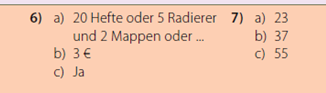 6) a) 20 Hefte oder 5 Radierer
und 2 Mappen oder ...
b) 3 €
c) Ja
7) a) 23
b) 37
c) 55